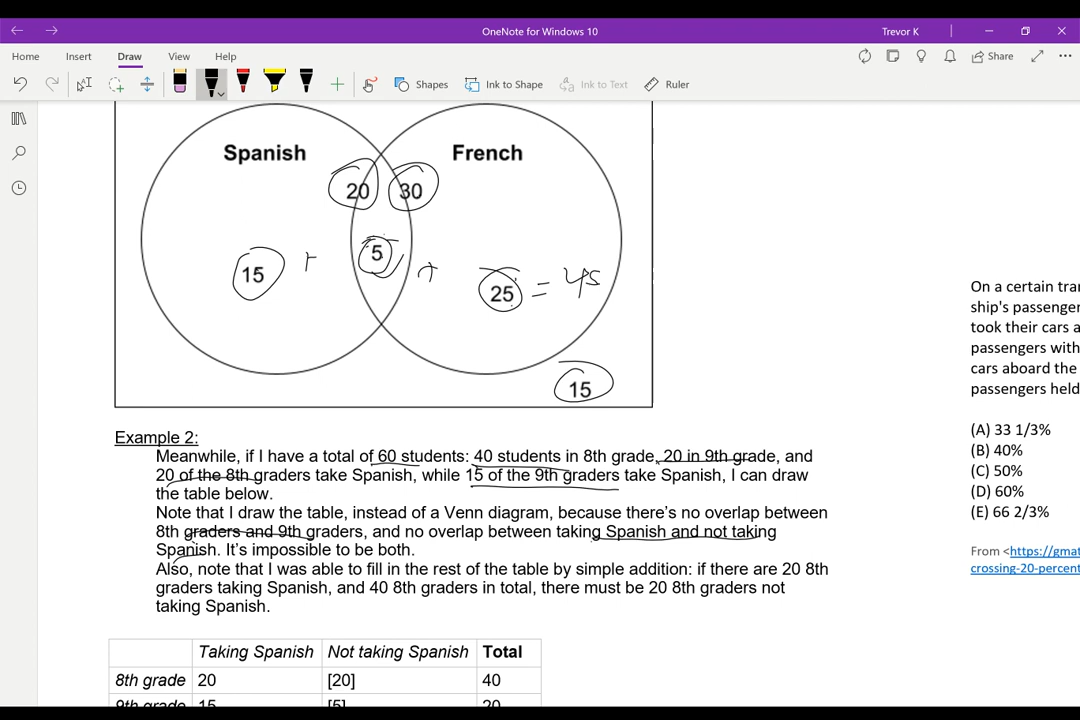 OneNote for Windows 10
Trevor K
Home Insert Draw View Help
Share
Shapes Ink to Shape Ink to Text Ruler
Spanish French
20 30
15 + 5 + 25 = 45
15
On a certain tran
ship's passenger
took their cars a
passengers with
cars aboard the
passengers held
(A) 33 1/3%
(B) 40%
(C) 50%
(D) 60%
(E) 66 2/3%
From <https://gmat
crossing-20-percent
Example 2:
Meanwhile, if I have a total of 60 students: 40 students in 8th grade, 20 in 9th grade, and
20 of the 8th graders take Spanish, while 15 of the 9th graders take Spanish, I can draw
the table below.
Note that I draw the table, instead of a Venn diagram, because there's no overlap between
8th graders and 9th graders, and no overlap between taking Spanish and not taking
Spanish. It's impossible to be both.
Also, note that I was able to fill in the rest of the table by simple addition: if there are 20 8th
graders taking Spanish, and 40 8th graders in total, there must be 20 8th graders not
taking Spanish.
Taking Spanish Not taking Spanish Total
8th grade 20 [20] 40
9th grade 15 [5] 20